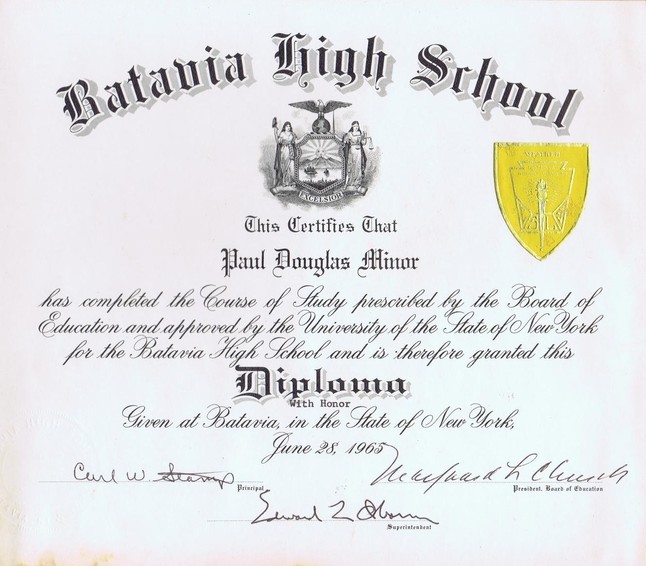 Batavia High School
EXCELSIOR
This Certifies That
Paul Douglas Minor
has completed the Course of Study prescribed by the Board of
Education and approved by the University of the State of New York
for the Batavia High School and is therefore granted this
Diploma
With Honor
Given at Batavia, in the State of New York,
June 28, 1965
Carl W.
Principal
Church
President, Board of Education
Edward
Superintendent